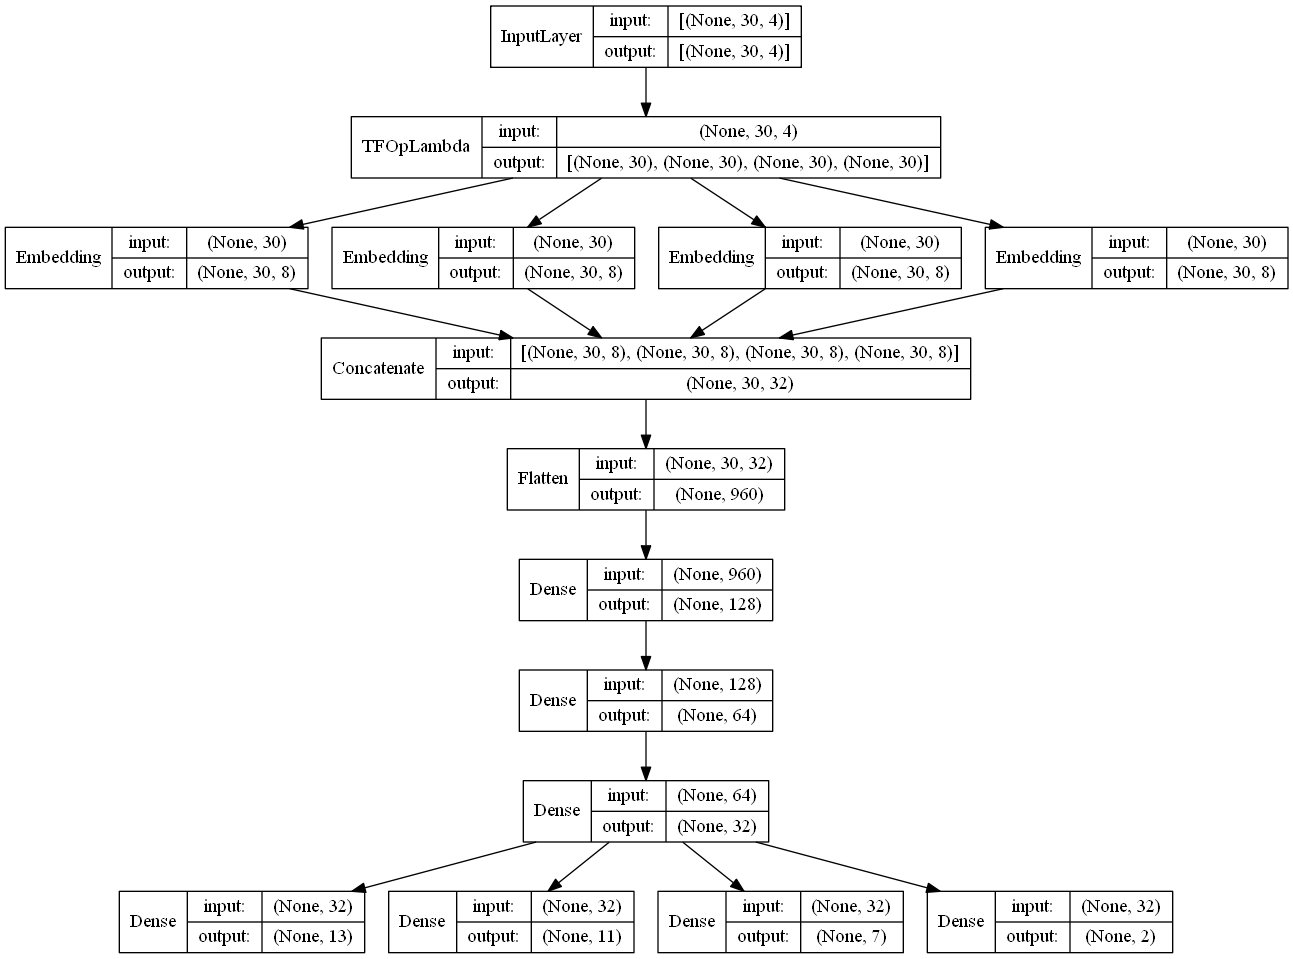 InputLayer
input: [(None, 30, 4)]
output: [(None, 30, 4)]
TFOpLambda
input: (None, 30, 4)
output: [(None, 30), (None, 30), (None, 30), (None, 30)]
Embedding
input: (None, 30)
output: (None, 30, 8)
Embedding
input: (None, 30)
output: (None, 30, 8)
Embedding
input: (None, 30)
output: (None, 30, 8)
Embedding
input: (None, 30)
output: (None, 30, 8)
Concatenate
input: [(None, 30, 8), (None, 30, 8), (None, 30, 8), (None, 30, 8)]
output: (None, 30, 32)
Flatten
input: (None, 30, 32)
output: (None, 960)
Dense
input: (None, 960)
output: (None, 128)
Dense
input: (None, 128)
output: (None, 64)
Dense
input: (None, 64)
output: (None, 32)
Dense
input: (None, 32)
output: (None, 13)
Dense
input: (None, 32)
output: (None, 11)
Dense
input: (None, 32)
output: (None, 7)
Dense
input: (None, 32)
output: (None, 2)